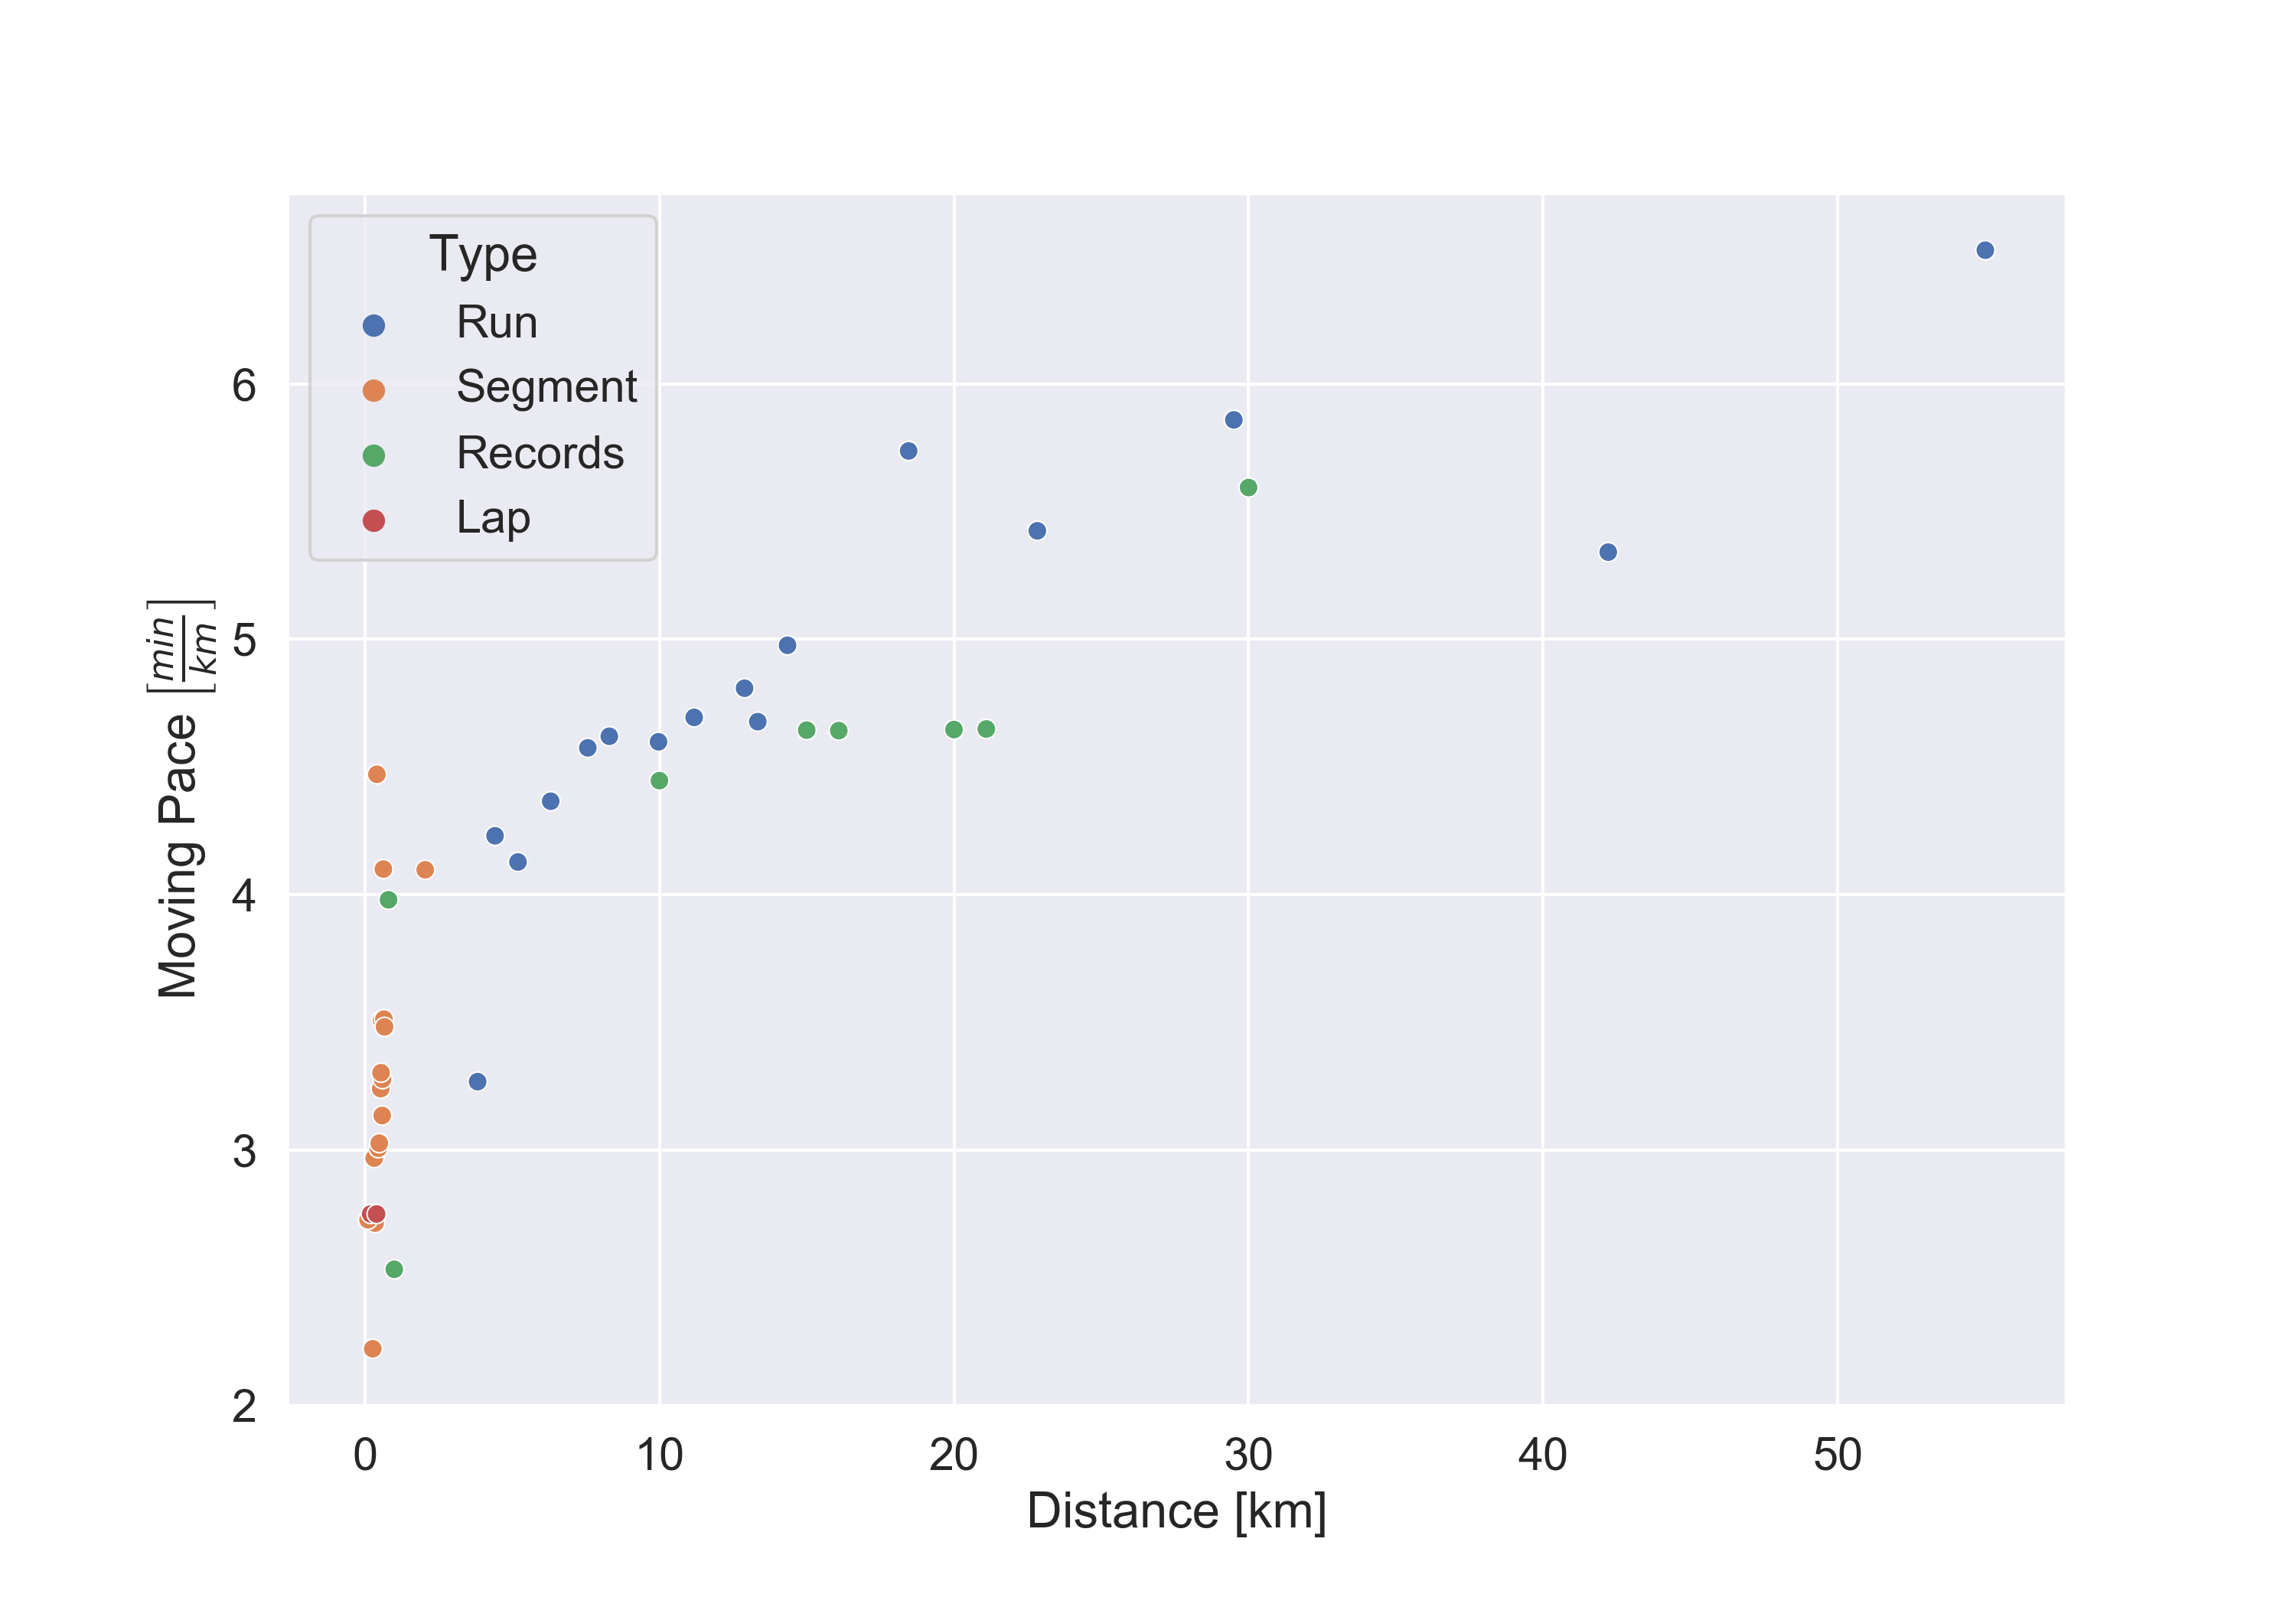 Type
Run
Segment
Records
Lap
6
5
4
3
2
Moving Pace [min/km]
0 10 20 30 40 50
Distance [km]